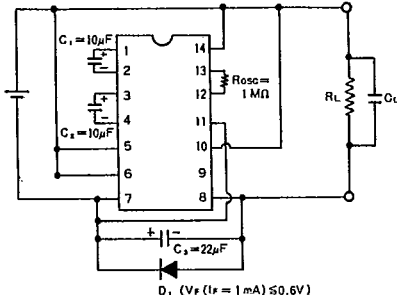 C₁=10μF
+
−
+
−
C₂=10μF
1
2
3
4
5
6
7
14
13
12
11
10
9
8
Rosc=
1MΩ
RL
CL
+
−
C₃=22μF
D₁ (VF (IF=1mA)≤0.6V)